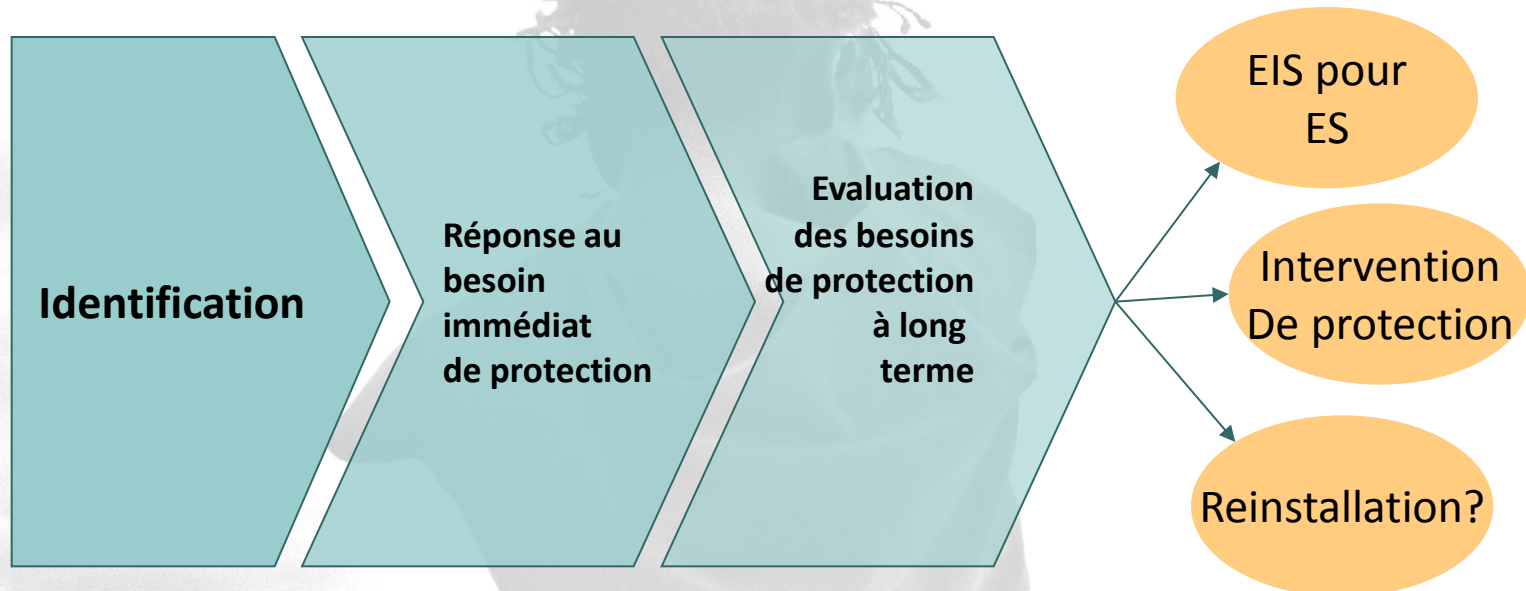 Identification
Réponse au
besoin
immédiat
de protection
Evaluation
des besoins
de protection
à long
terme
EIS pour
ES
Intervention
De protection
Reinstallation?